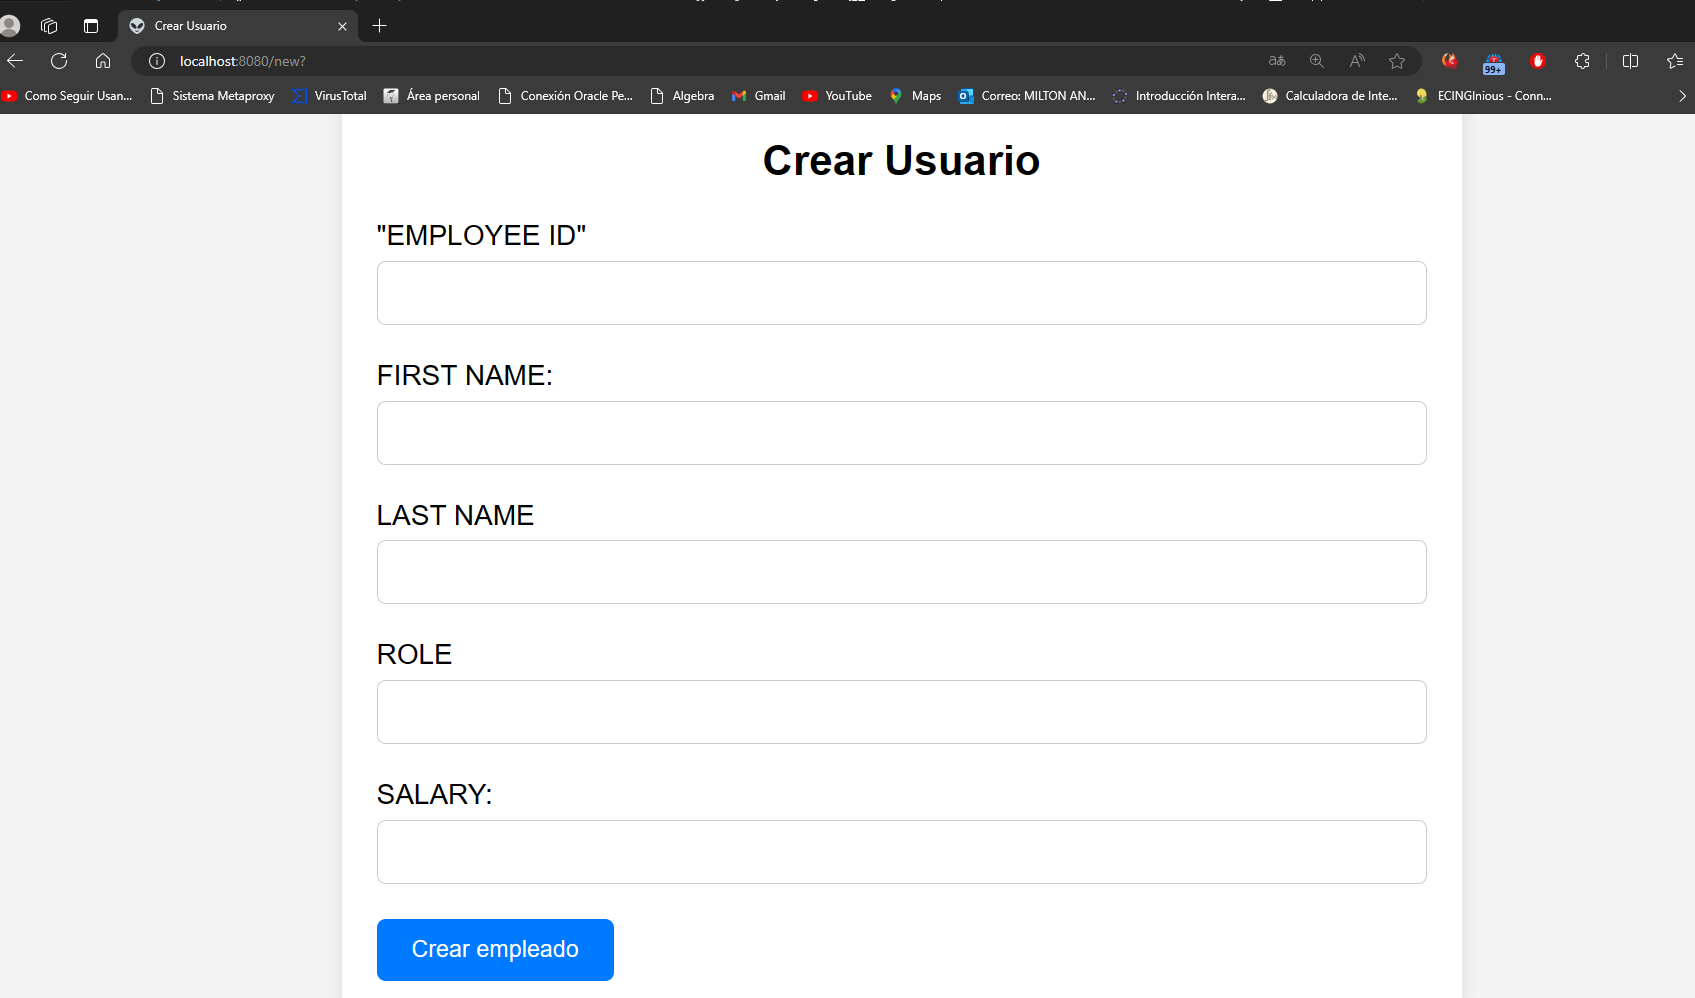 Crear Usuario
localhost:8080/new?
aあ
99+
Como Seguir Usan...
Sistema Metaproxy
VirusTotal
Área personal
Conexión Oracle Pe...
Algebra
Gmail
YouTube
Maps
Correo: MILTON AN...
Introducción Intera...
Calculadora de Inte...
ECINGInious - Conn...
Crear Usuario
"EMPLOYEE ID"
FIRST NAME:
LAST NAME
ROLE
SALARY:
Crear empleado